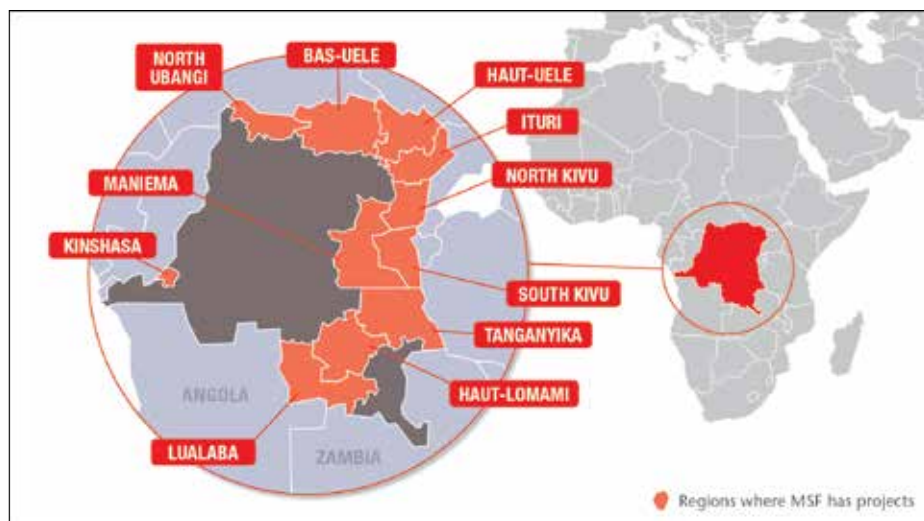 NORTH
UBANGI
BAS-UELE
HAUT-UELE
ITURI
NORTH KIVU
MANIEMA
KINSHASA
SOUTH KIVU
TANGANYIKA
HAUT-LOMAMI
LUALABA
ANGOLA
ZAMBIA
Regions where MSF has projects